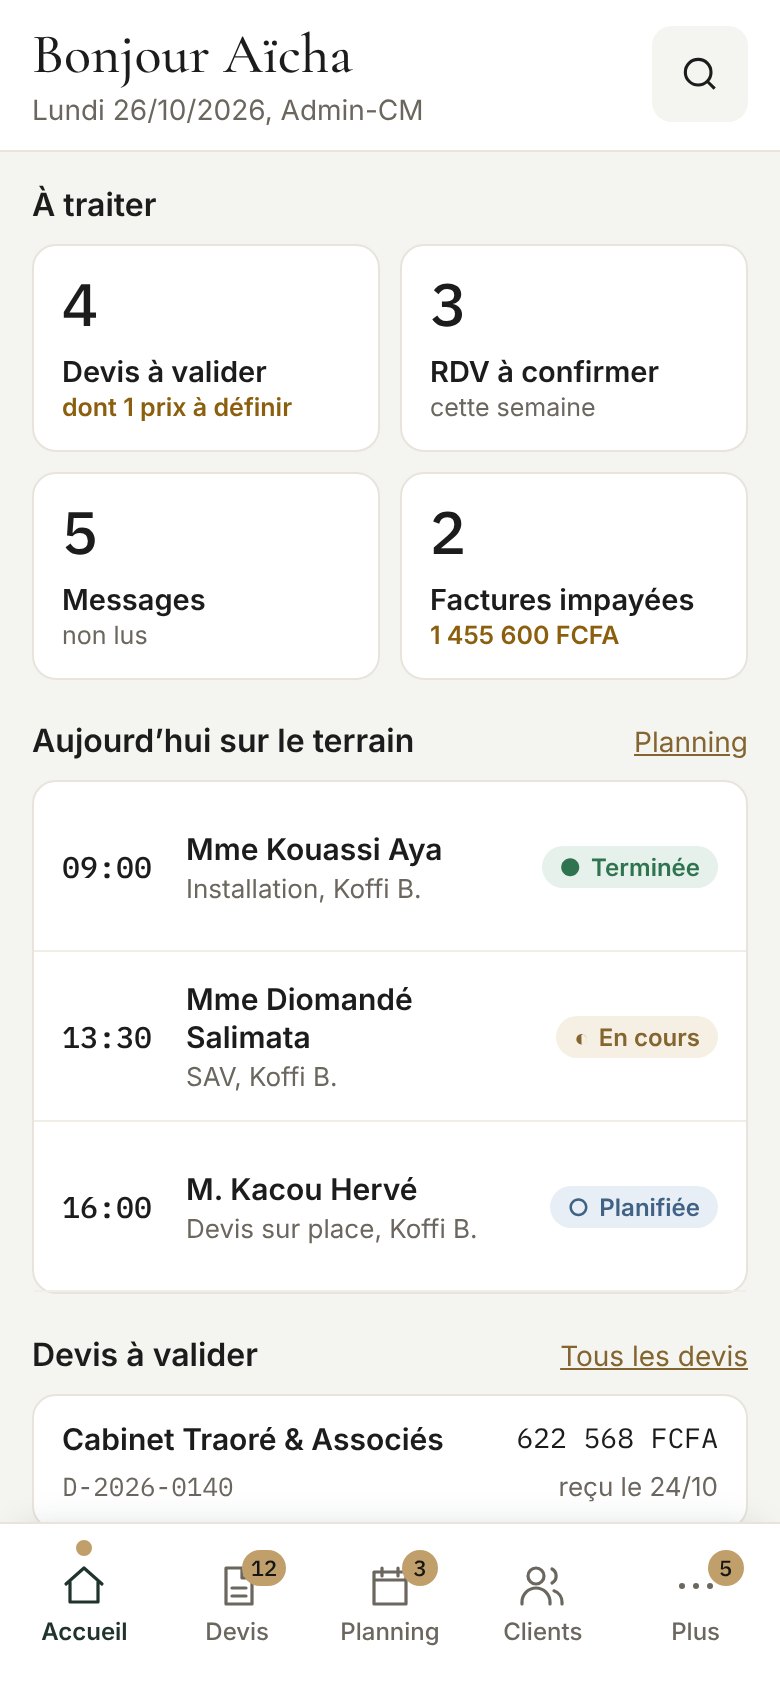 Bonjour Aïcha
Lundi 26/10/2026, Admin-CM
À traiter
4
Devis à valider
dont 1 prix à définir
3
RDV à confirmer
cette semaine
5
Messages
non lus
2
Factures impayées
1 455 600 FCFA
Aujourd’hui sur le terrain
Planning
09:00
Mme Kouassi Aya
Installation, Koffi B.
Terminée
13:30
Mme Diomandé
Salimata
SAV, Koffi B.
En cours
16:00
M. Kacou Hervé
Devis sur place, Koffi B.
Planifiée
Devis à valider
Tous les devis
Cabinet Traoré & Associés
622 568 FCFA
D-2026-0140
reçu le 24/10
Accueil
12
Devis
3
Planning
Clients
5
Plus